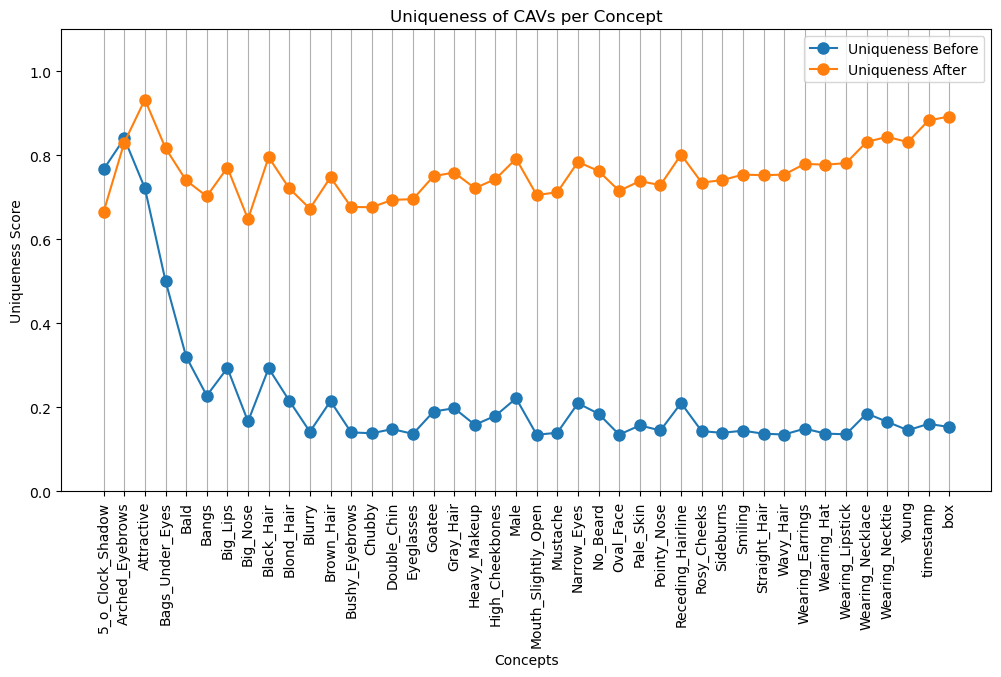 Uniqueness of CAVs per Concept
Uniqueness Before
Uniqueness After
Uniqueness Score
1.0
0.8
0.6
0.4
0.2
0.0
5_o_Clock_Shadow
Arched_Eyebrows
Attractive
Bags_Under_Eyes
Bald
Bangs
Big_Lips
Big_Nose
Black_Hair
Blond_Hair
Blurry
Brown_Hair
Bushy_Eyebrows
Chubby
Double_Chin
Eyeglasses
Goatee
Gray_Hair
Heavy_Makeup
High_Cheekbones
Male
Mouth_Slightly_Open
Mustache
Narrow_Eyes
No_Beard
Oval_Face
Pale_Skin
Pointy_Nose
Receding_Hairline
Rosy_Cheeks
Sideburns
Smiling
Straight_Hair
Wavy_Hair
Wearing_Earrings
Wearing_Hat
Wearing_Lipstick
Wearing_Necklace
Wearing_Necktie
Young
timestamp
box
Concepts